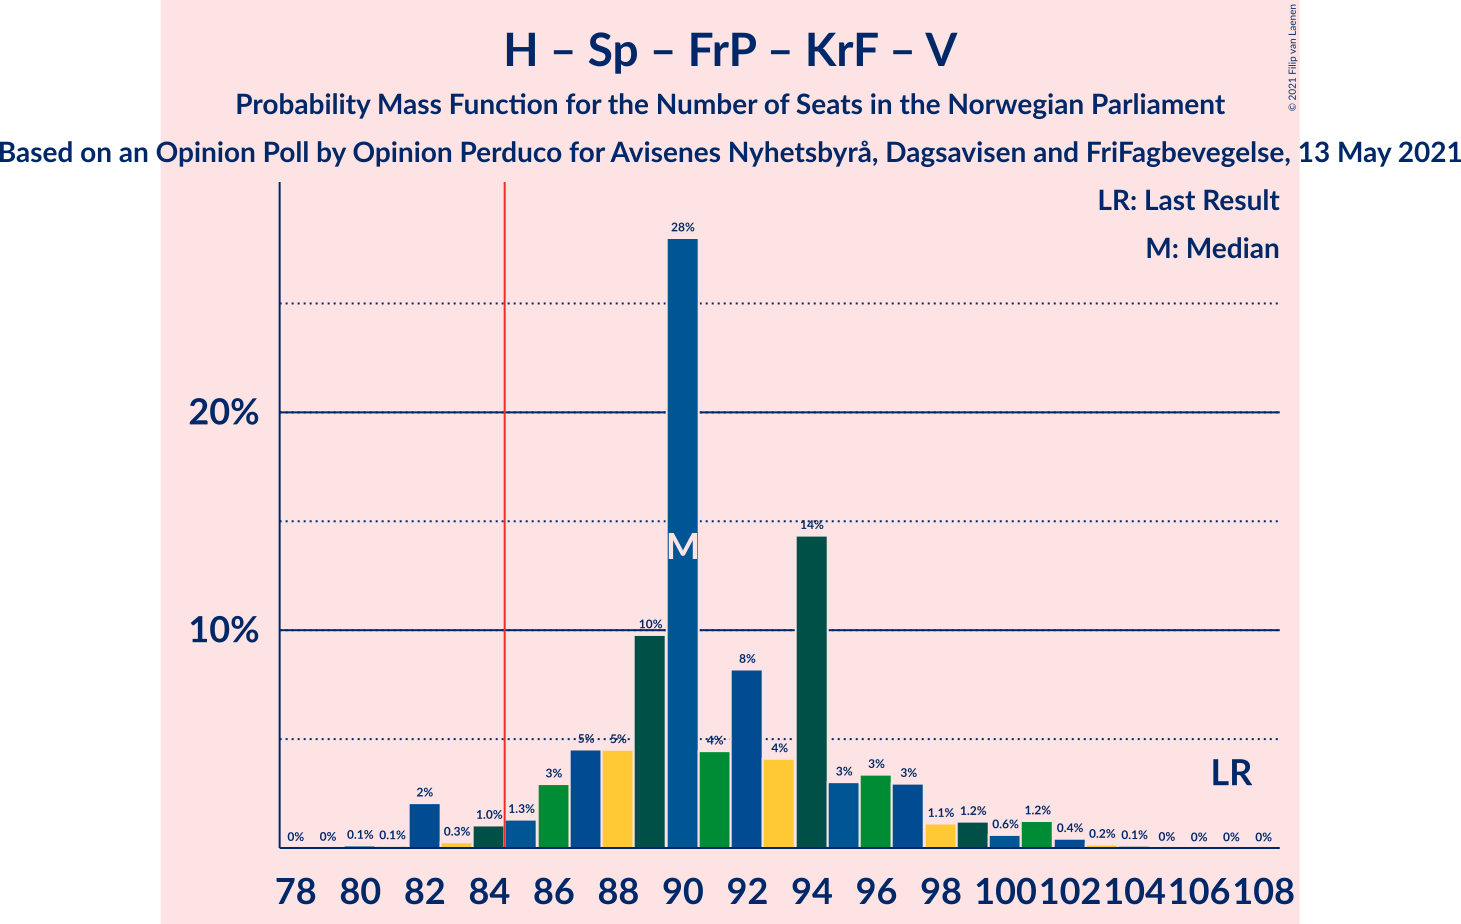 H – Sp – FrP – KrF – V
Probability Mass Function for the Number of Seats in the Norwegian Parliament
Based on an Opinion Poll by Opinion Perduco for Avisenes Nyhetsbyrå, Dagsavisen and FriFagbevegelse, 13 May 2021
© 2021 Filip van Laenen
LR: Last Result
M: Median
20%
10%
0% 0% 0.1% 0.1% 2% 0.3% 1.0% 1.3% 3% 5% 5% 10% 28% 4% 8% 4% 14% 3% 3% 3% 1.1% 1.2% 0.6% 1.2% 0.4% 0.2% 0.1% 0% 0% 0% 0%
M
LR
78 80 82 84 86 88 90 92 94 96 98 100 102 104 106 108